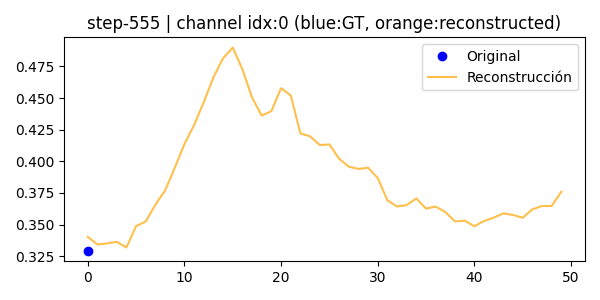 step-555 | channel idx:0 (blue:GT, orange:reconstructed)
Original
Reconstrucción
0.475
0.450
0.425
0.400
0.375
0.350
0.325
0 10 20 30 40 50